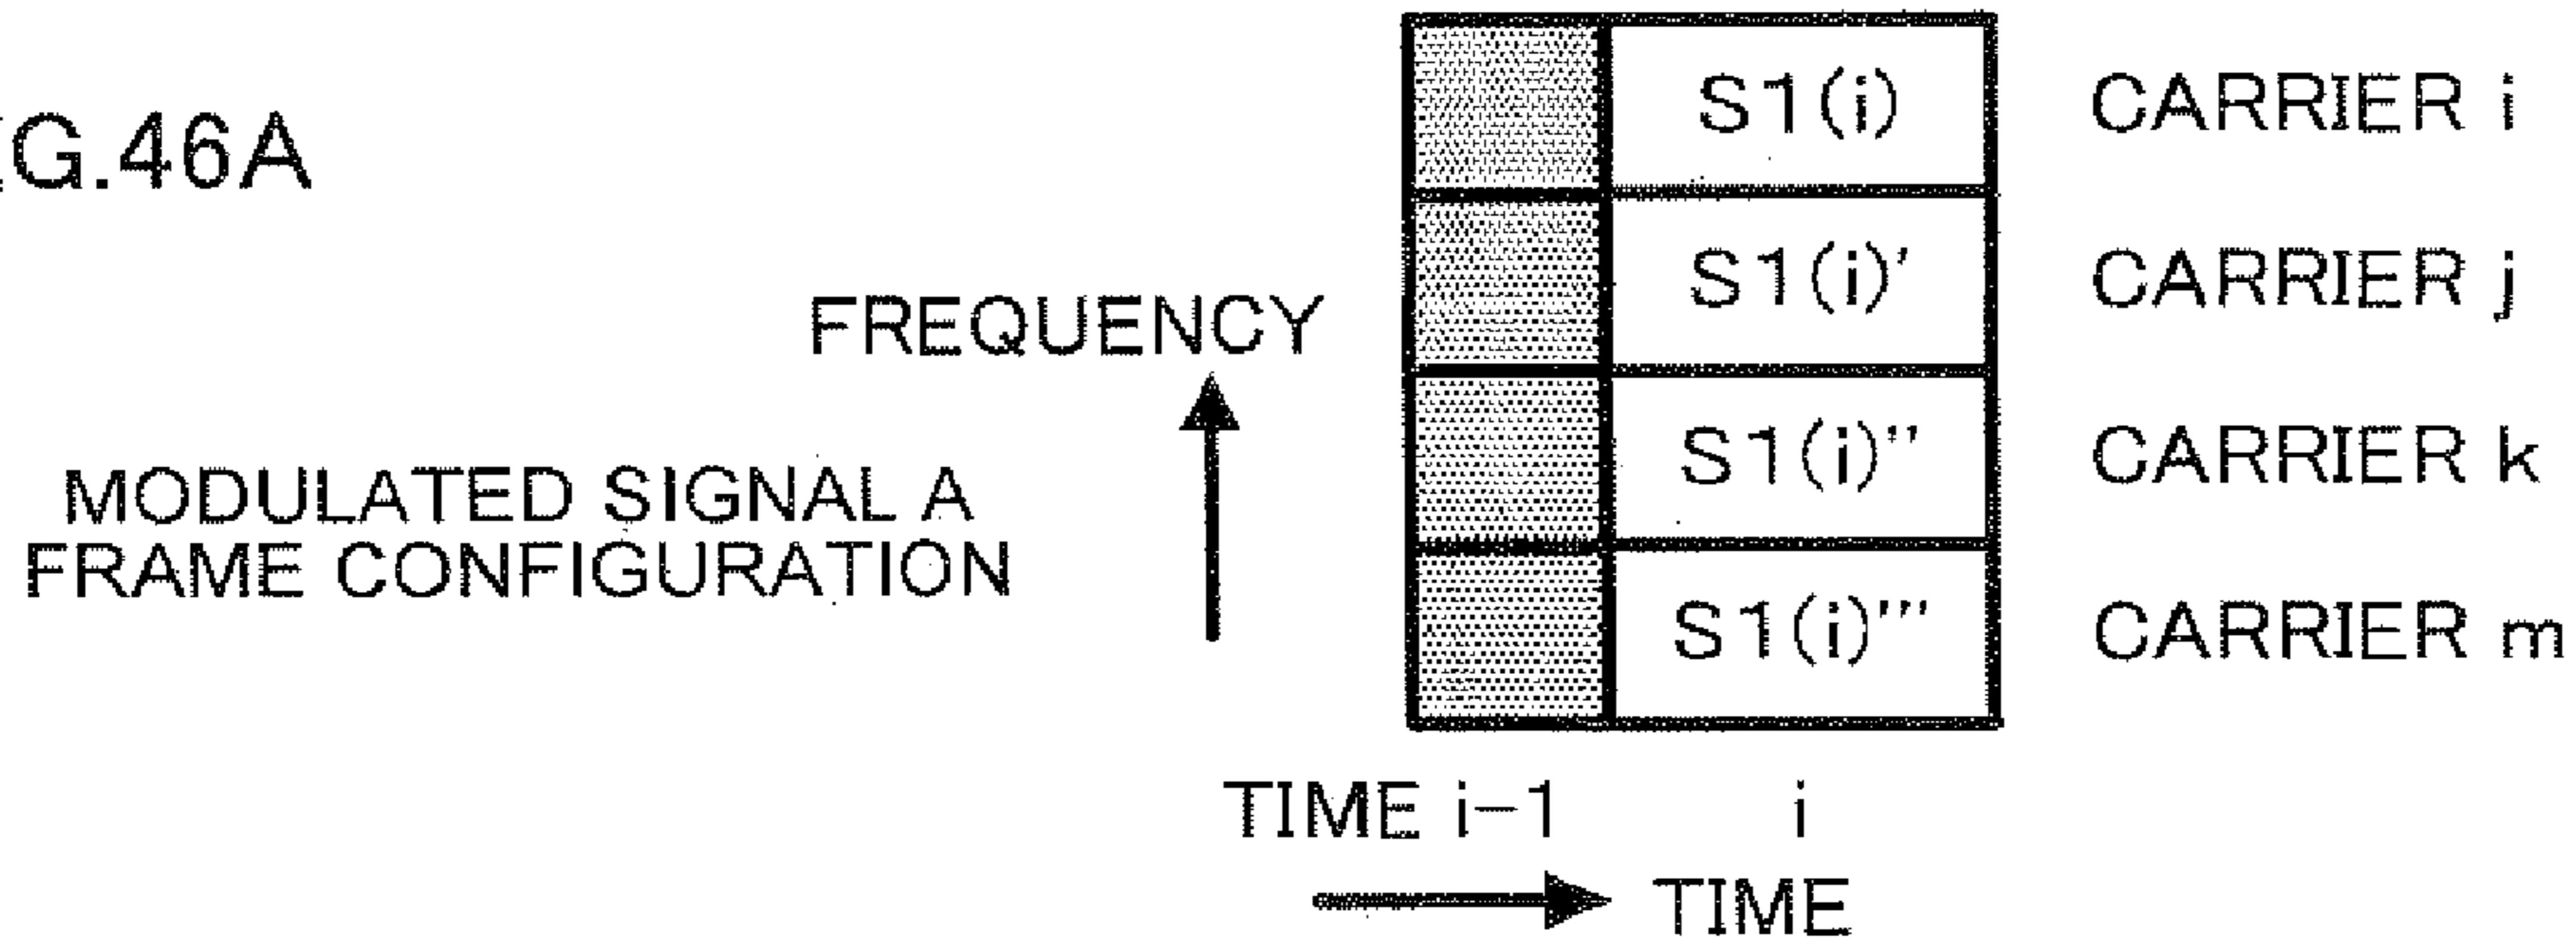 G.46A
S1(i) CARRIER i
S1(i)' CARRIER j
FREQUENCY
S1(i)'' CARRIER k
MODULATED SIGNAL A
FRAME CONFIGURATION
S1(i)''' CARRIER m
TIME i-1 i
TIME